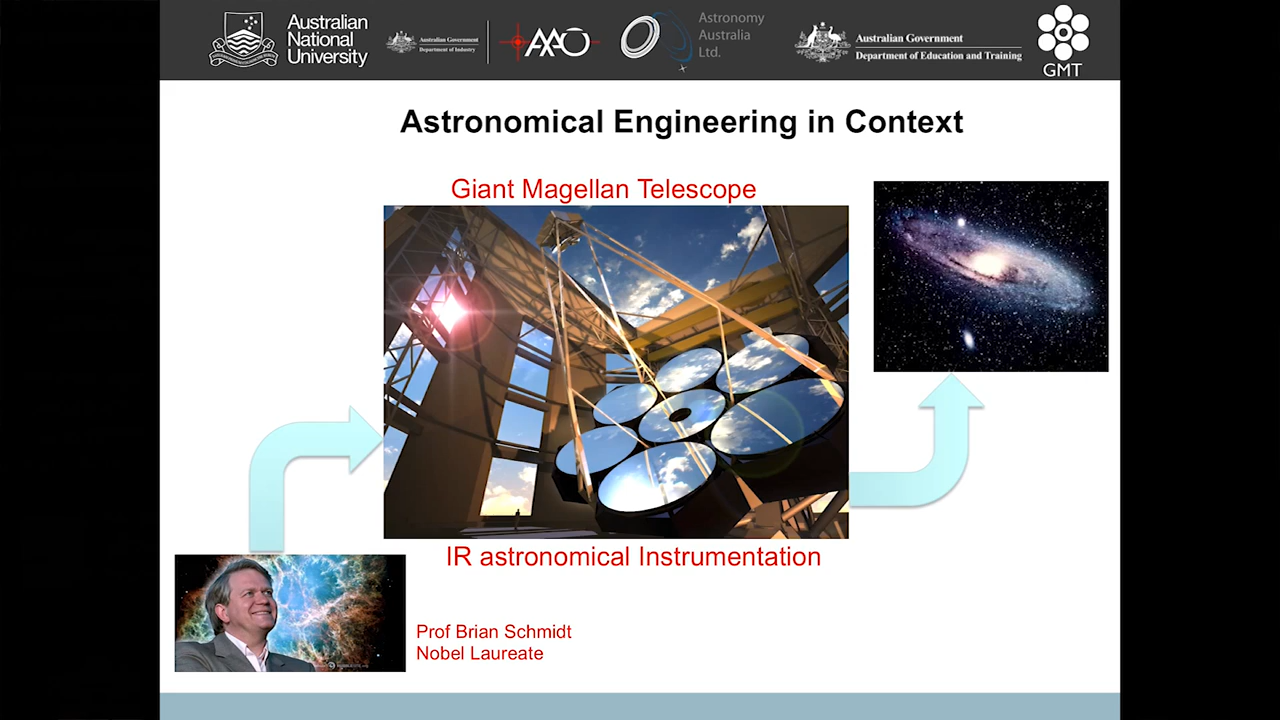 Australian
National
University
Australian Government
Department of Industry
AAO
Astronomy
Australia
Ltd.
Australian Government
Department of Education and Training
GMT
Astronomical Engineering in Context
Giant Magellan Telescope
IR astronomical Instrumentation
Prof Brian Schmidt
Nobel Laureate